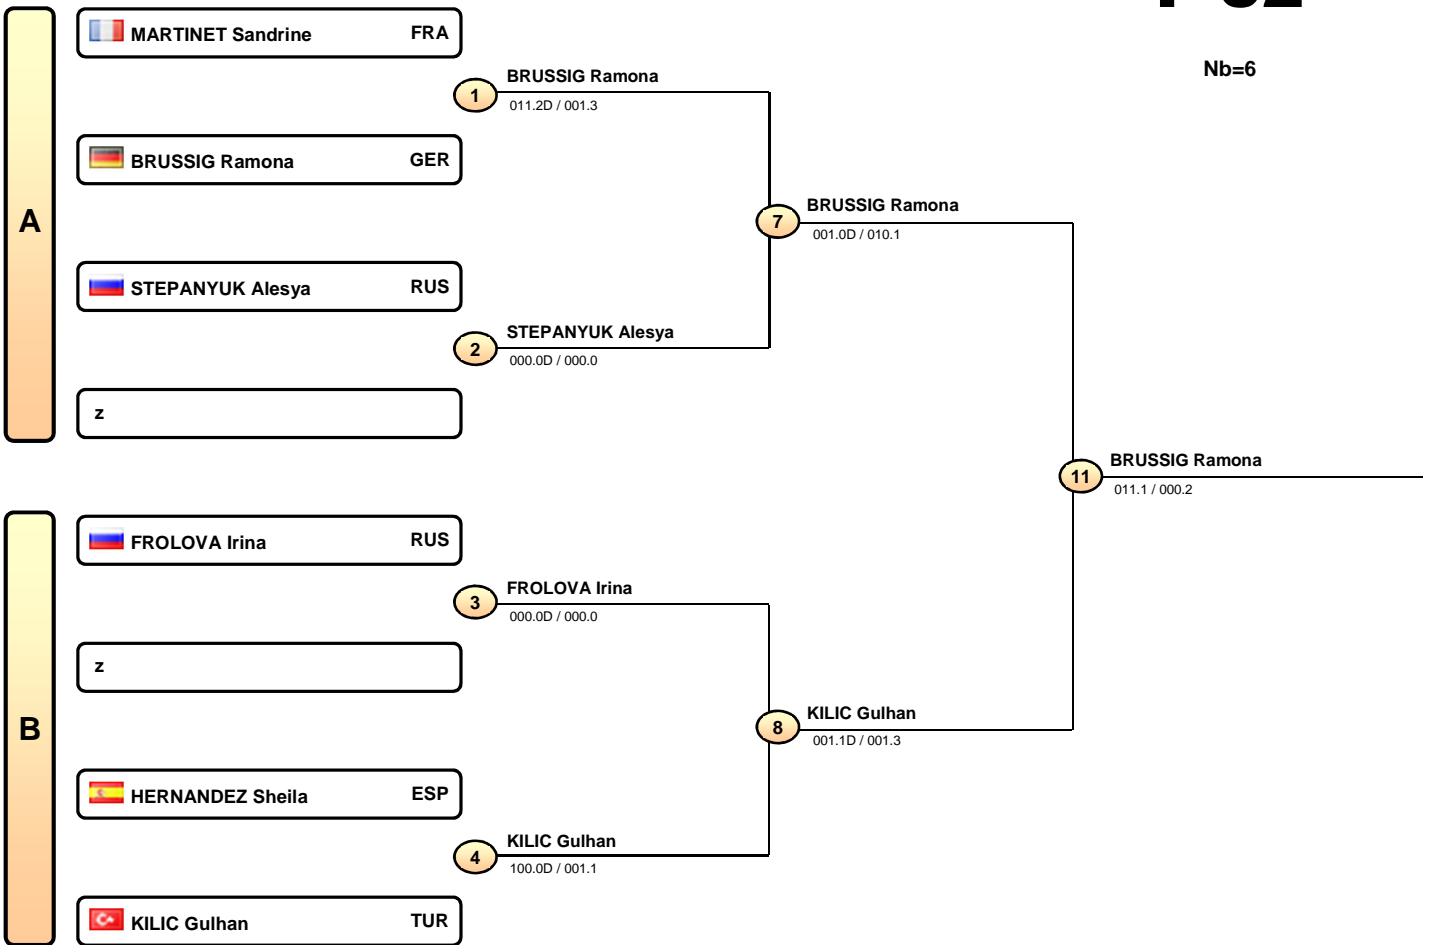 MARTINET Sandrine FRA
Nb=6
BRUSSIG Ramona
1
011.2D / 001.3
BRUSSIG Ramona GER
A
BRUSSIG Ramona
7
001.0D / 010.1
STEPANYUK Alesya RUS
STEPANYUK Alesya
2
000.0D / 000.0
z
BRUSSIG Ramona
11
011.1 / 000.2
FROLOVA Irina RUS
FROLOVA Irina
3
000.0D / 000.0
z
B
KILIC Gulhan
8
001.1D / 001.3
HERNANDEZ Sheila ESP
KILIC Gulhan
4
100.0D / 001.1
KILIC Gulhan TUR